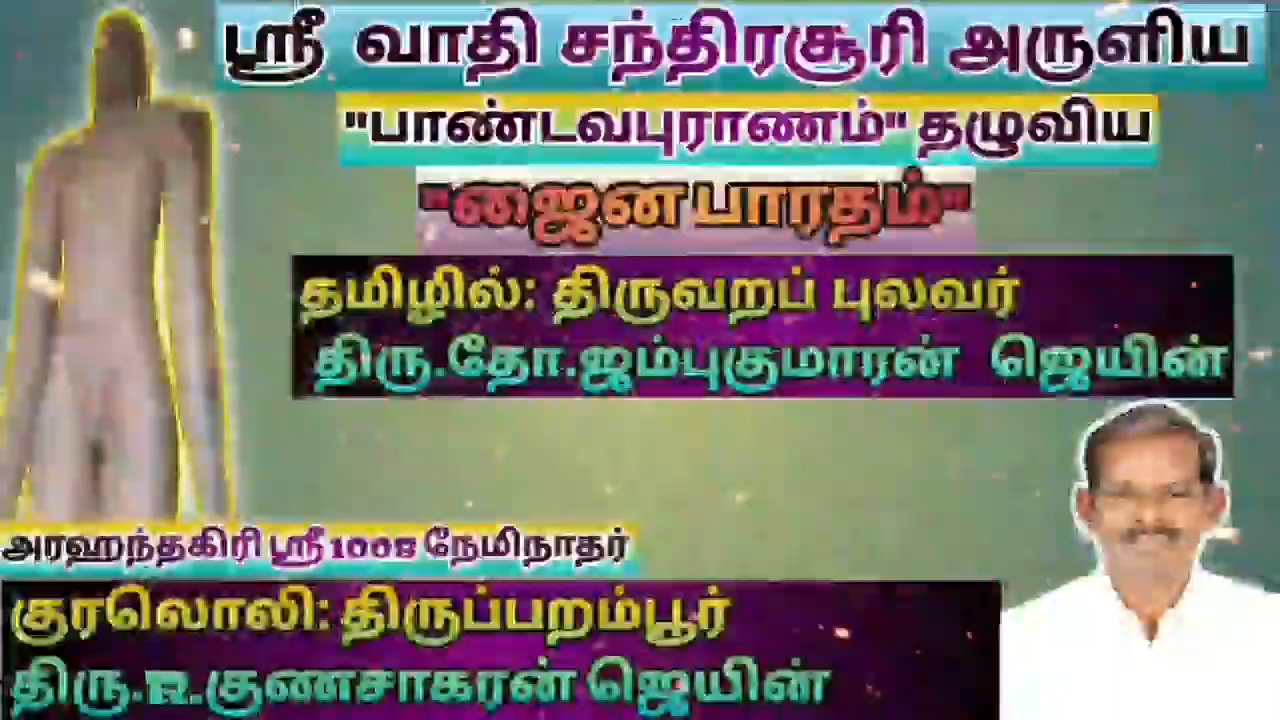 ஸ்ரீ வாதி சந்திரசூரி அருளிய
"பாண்டவபுராணம்" தழுவிய
"ஜைன பாரதம்"
தமிழில்: திருவறப் புலவர்
திரு.தோ.ஜம்புகுமாரன் ஜெயின்
அரஹந்தகிரி ஸ்ரீ 1008 நேமிநாதர்
குரலொலி: திருப்பறம்பூர்
திரு.R.குணசாகரன் ஜெயின்